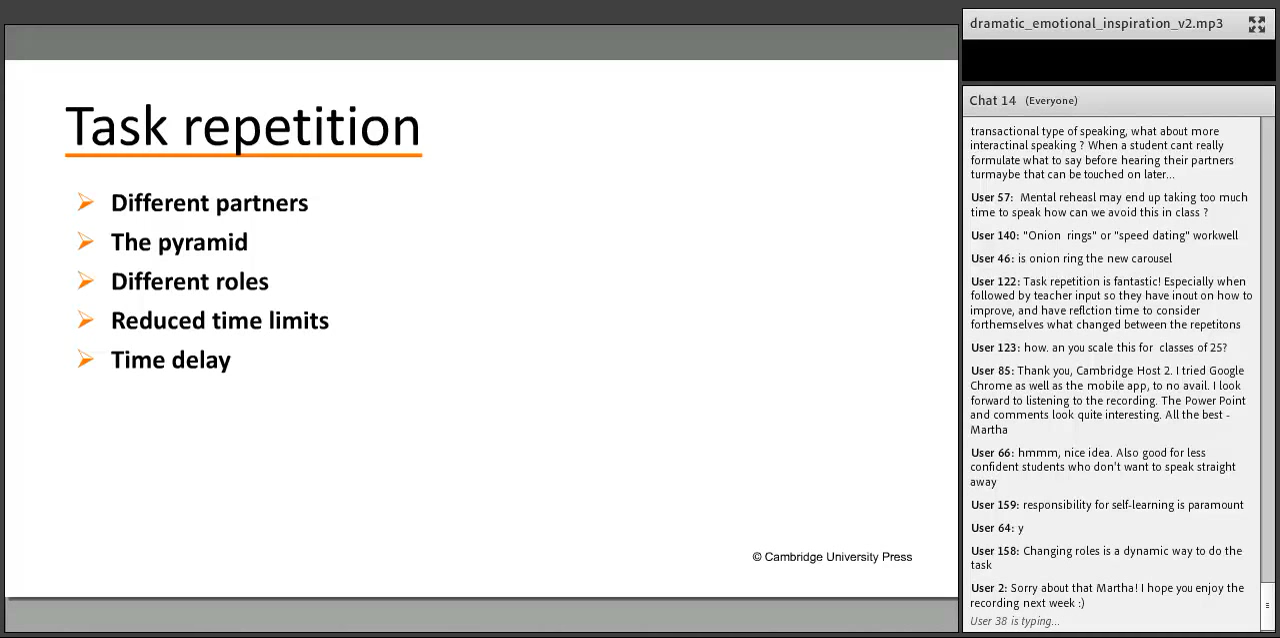 Task repetition
Different partners
The pyramid
Different roles
Reduced time limits
Time delay
© Cambridge University Press
dramatic_emotional_inspiration_v2.mp3
Chat 14 (Everyone)
transactional type of speaking, what about more
interactinal speaking ? When a student cant really
formulate what to say before hearing their partners
turmaybe that can be touched on later...
User 57: Mental reheasl may end up taking too much
time to speak how can we avoid this in class ?
User 140: "Onion rings" or "speed dating" workwell
User 46: is onion ring the new carousel
User 122: Task repetition is fantastic! Especially when
followed by teacher input so they have inout on how to
improve, and have reflction time to consider
forthemselves what changed between the repetitons
User 123: how. an you scale this for classes of 25?
User 85: Thank you, Cambridge Host 2. I tried Google
Chrome as well as the mobile app, to no avail. I look
forward to listening to the recording. The Power Point
and comments look quite interesting. All the best -
Martha
User 66: hmmm, nice idea. Also good for less
confident students who don't want to speak straight
away
User 159: responsibility for self-learning is paramount
User 64: y
User 158: Changing roles is a dynamic way to do the
task
User 2: Sorry about that Martha! I hope you enjoy the
recording next week :)
User 38 is typing...